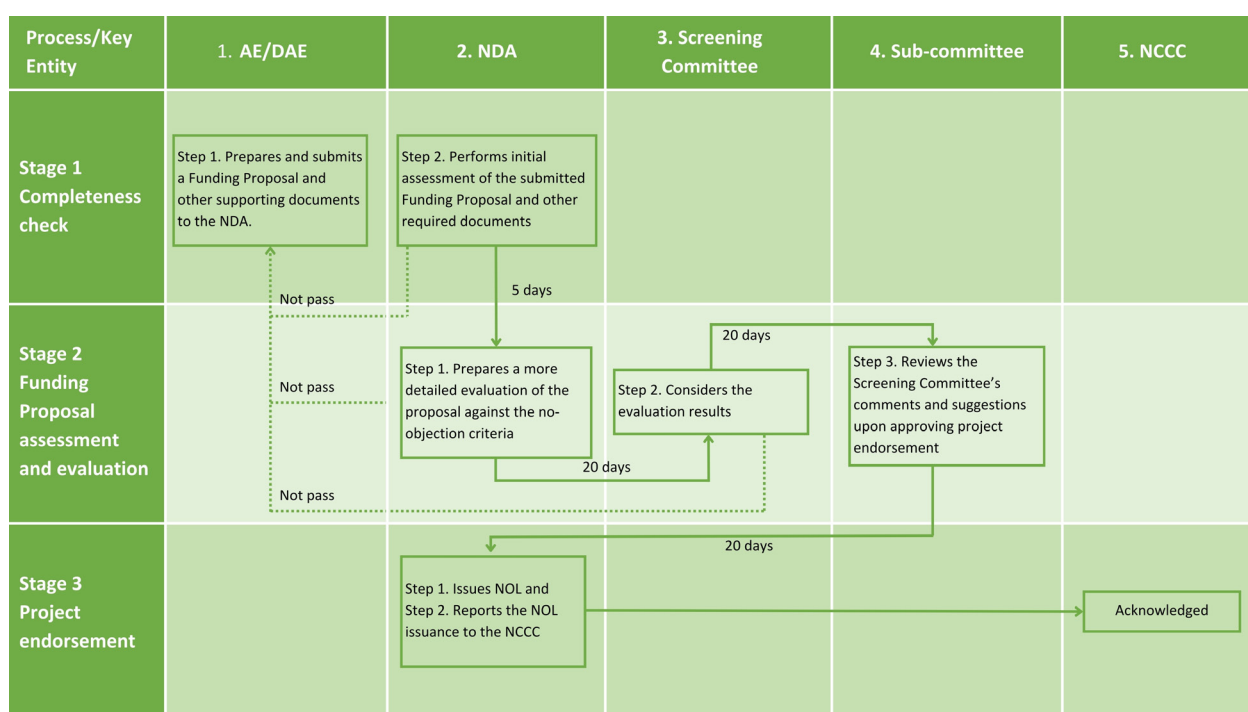 Process/Key
Entity
1. AE/DAE
2. NDA
3. Screening
Committee
4. Sub-committee
5. NCCC
Stage 1
Completeness
check
Step 1. Prepares and submits
a Funding Proposal and
other supporting documents
to the NDA.
Step 2. Performs initial
assessment of the submitted
Funding Proposal and other
required documents
Not pass
5 days
Stage 2
Funding
Proposal
assessment
and evaluation
Not pass
Step 1. Prepares a more
detailed evaluation of the
proposal against the no-
objection criteria
20 days
Step 2. Considers the
evaluation results
20 days
Step 3. Reviews the
Screening Committee’s
comments and suggestions
upon approving project
endorsement
Not pass
20 days
Stage 3
Project
endorsement
Step 1. Issues NOL and
Step 2. Reports the NOL
issuance to the NCCC
Acknowledged